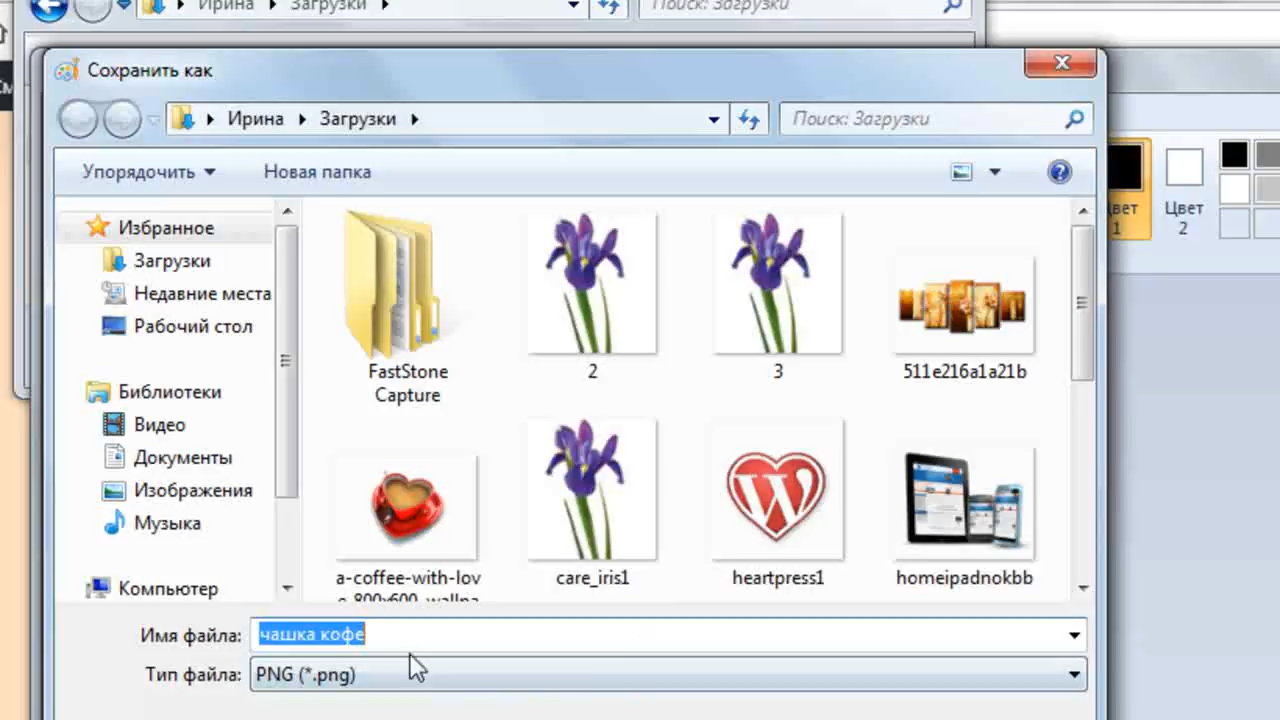 Ирина Загрузки Поиск: Загрузки
Сохранить как
Ирина Загрузки Поиск: Загрузки
Упорядочить Новая папка
Избранное
Загрузки
Недавние места
Рабочий стол
Библиотеки
Видео
Документы
Изображения
Музыка
Компьютер
FastStone
Capture
2
3
511e216a1a21b
a-coffee-with-lov
e-800x600_wallpa
care_iris1
heartpress1
homeipadnokbb
Имя файла: чашка кофе
Тип файла: PNG (*.png)
Цвет
1
Цвет
2